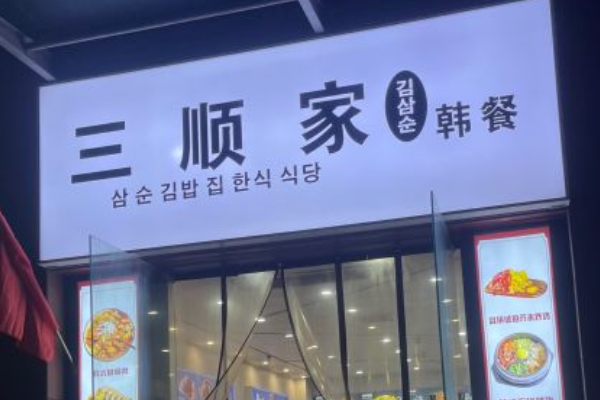 三顺家
김삼순
韩餐
삼순김밥집 한식 식당